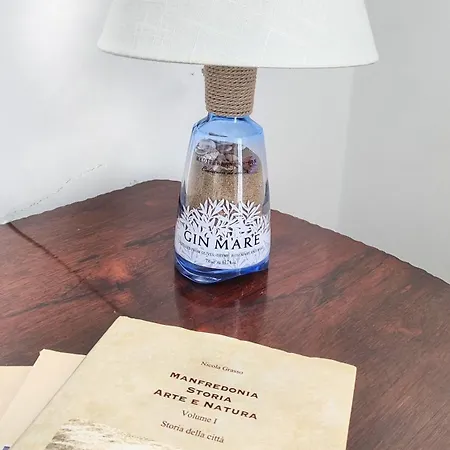 GIN MARE
Nicola Grasso
MANFREDONIA
STORIA
ARTE E NATURA
Volume I
Storia della città